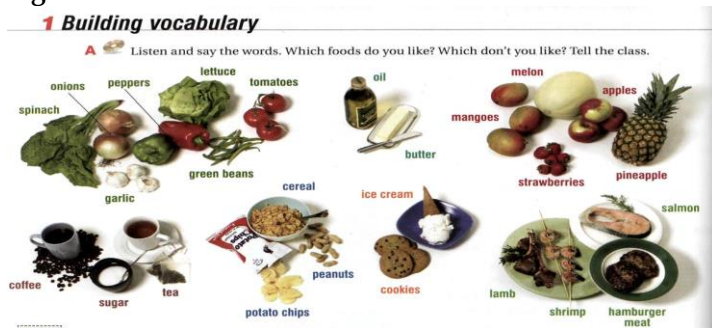 1 Building vocabulary
A Listen and say the words. Which foods do you like? Which don't you like? Tell the class.
onions
peppers
lettuce
tomatoes
spinach
green beans
garlic
oil
butter
melon
apples
mangoes
strawberries
pineapple
coffee
sugar
tea
cereal
Potato
Chips
peanuts
potato chips
ice cream
cookies
salmon
lamb
shrimp
hamburger
meat